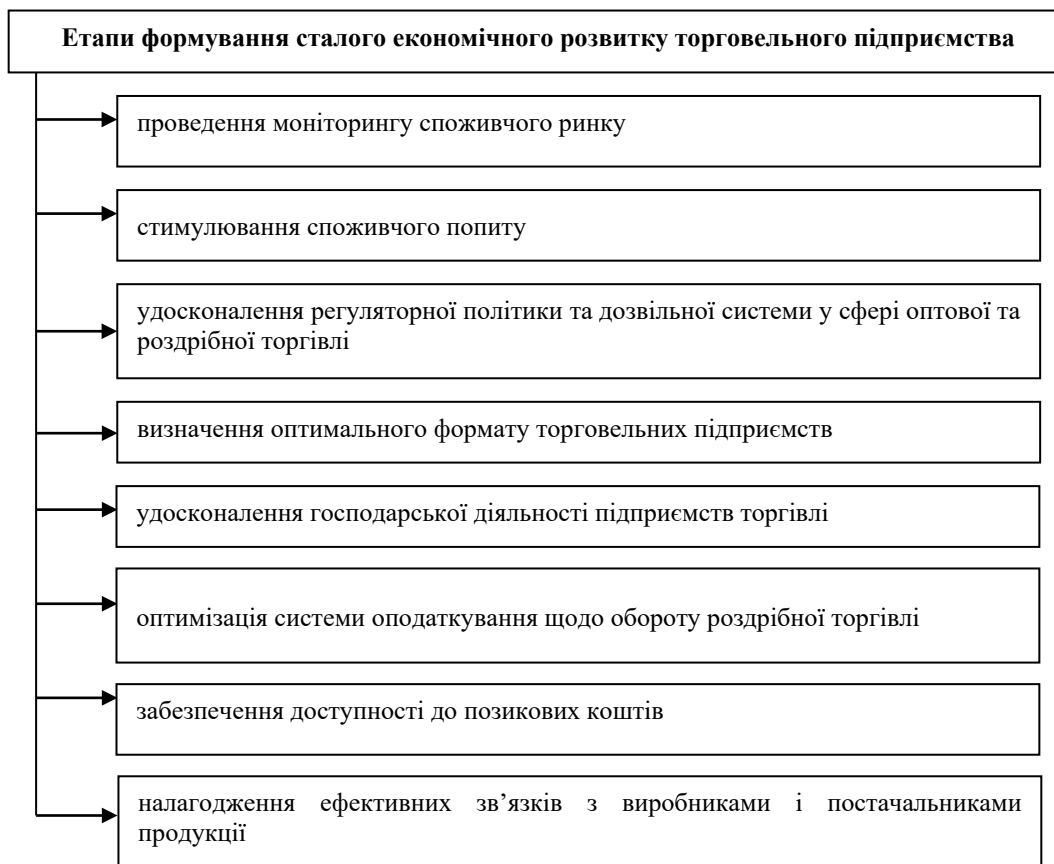 Етапи формування сталого економічного розвитку торговельного підприємства
проведення моніторингу споживчого ринку
стимулювання споживчого попиту
удосконалення регуляторної політики та дозвільної системи у сфері оптової та
роздрібної торгівлі
визначення оптимального формату торговельних підприємств
удосконалення господарської діяльності підприємств торгівлі
оптимізація системи оподаткування щодо обороту роздрібної торгівлі
забезпечення доступності до позикових коштів
налагодження ефективних зв’язків з виробниками і постачальниками
продукції